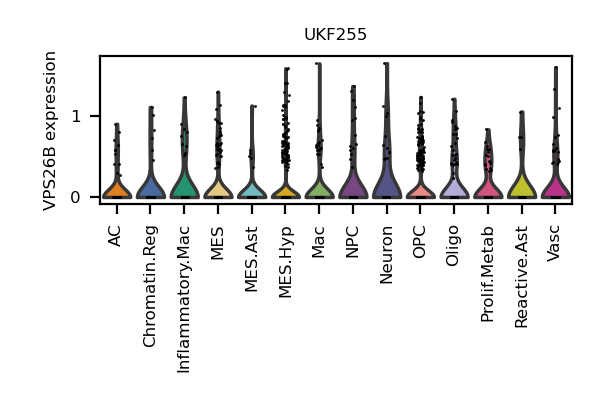 UKF255
VPS26B expression
1
0
AC
Chromatin.Reg
Inflammatory.Mac
MES
MES.Ast
MES.Hyp
Mac
NPC
Neuron
OPC
Oligo
Prolif.Metab
Reactive.Ast
Vasc